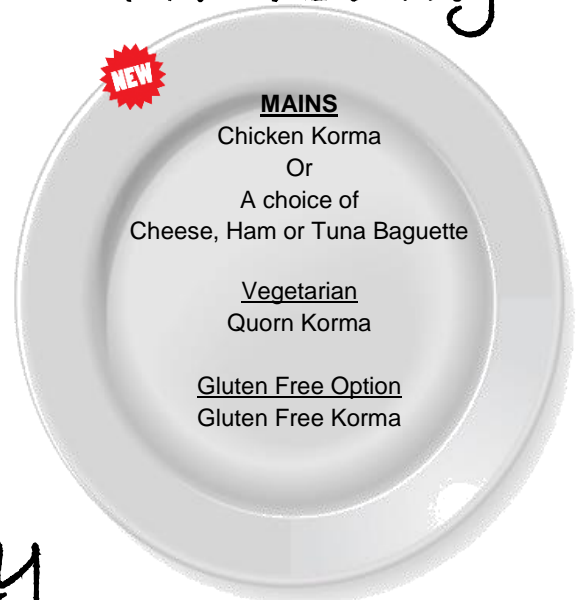 NEW
MAINS
Chicken Korma
Or
A choice of
Cheese, Ham or Tuna Baguette
Vegetarian
Quorn Korma
Gluten Free Option
Gluten Free Korma